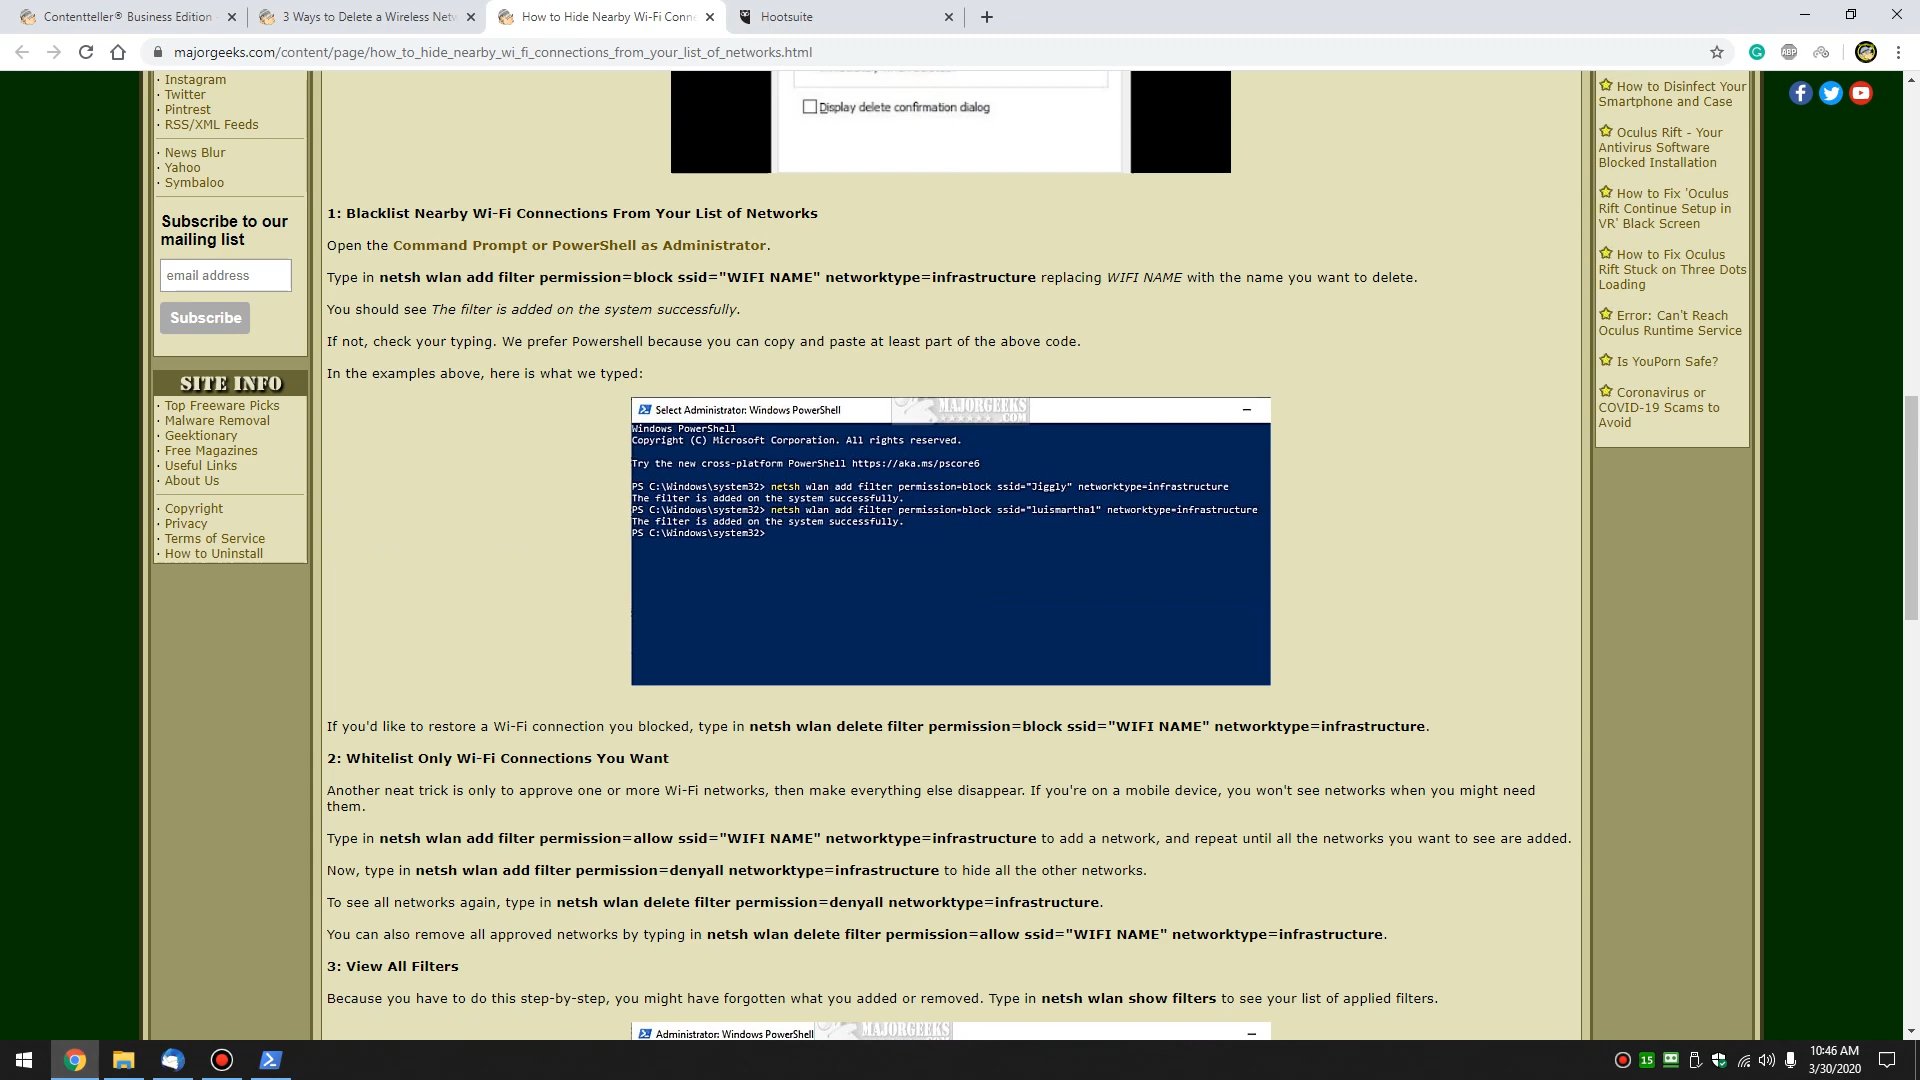 Contentteller® Business Edition
3 Ways to Delete a Wireless Netw
How to Hide Nearby Wi-Fi Conn
Hootsuite
majorgeeks.com/content/page/how_to_hide_nearby_wi_fi_connections_from_your_list_of_networks.html
· Instagram
· Twitter
· Pintrest
· RSS/XML Feeds
· News Blur
· Yahoo
· Symbaloo
Subscribe to our
mailing list
email address
Subscribe
SITE INFO
· Top Freeware Picks
· Malware Removal
· Geektionary
· Free Magazines
· Useful Links
· About Us
· Copyright
· Privacy
· Terms of Service
· How to Uninstall
Display delete confirmation dialog
1: Blacklist Nearby Wi-Fi Connections From Your List of Networks
Open the Command Prompt or PowerShell as Administrator.
Type in netsh wlan add filter permission=block ssid="WIFI NAME" networktype=infrastructure replacing WIFI NAME with the name you want to delete.
You should see The filter is added on the system successfully.
If not, check your typing. We prefer Powershell because you can copy and paste at least part of the above code.
In the examples above, here is what we typed:
Select Administrator: Windows PowerShell
MAJORGEEKS
.COM
Windows PowerShell
Copyright (C) Microsoft Corporation. All rights reserved.
Try the new cross-platform PowerShell https://aka.ms/pscore6
PS C:\Windows\system32> netsh wlan add filter permission=block ssid="Jiggly" networktype=infrastructure
The filter is added on the system successfully.
PS C:\Windows\system32> netsh wlan add filter permission=block ssid="luismartha1" networktype=infrastructure
The filter is added on the system successfully.
PS C:\Windows\system32>
If you'd like to restore a Wi-Fi connection you blocked, type in netsh wlan delete filter permission=block ssid="WIFI NAME" networktype=infrastructure.
2: Whitelist Only Wi-Fi Connections You Want
Another neat trick is only to approve one or more Wi-Fi networks, then make everything else disappear. If you're on a mobile device, you won't see networks when you might need
them.
Type in netsh wlan add filter permission=allow ssid="WIFI NAME" networktype=infrastructure to add a network, and repeat until all the networks you want to see are added.
Now, type in netsh wlan add filter permission=denyall networktype=infrastructure to hide all the other networks.
To see all networks again, type in netsh wlan delete filter permission=denyall networktype=infrastructure.
You can also remove all approved networks by typing in netsh wlan delete filter permission=allow ssid="WIFI NAME" networktype=infrastructure.
3: View All Filters
Because you have to do this step-by-step, you might have forgotten what you added or removed. Type in netsh wlan show filters to see your list of applied filters.
Administrator: Windows PowerShell
MAJORGEEKS
How to Disinfect Your
Smartphone and Case
Oculus Rift - Your
Antivirus Software
Blocked Installation
How to Fix 'Oculus
Rift Continue Setup in
VR' Black Screen
How to Fix Oculus
Rift Stuck on Three Dots
Loading
Error: Can't Reach
Oculus Runtime Service
Is YouPorn Safe?
Coronavirus or
COVID-19 Scams to
Avoid
ABP
15
10:46 AM
3/30/2020